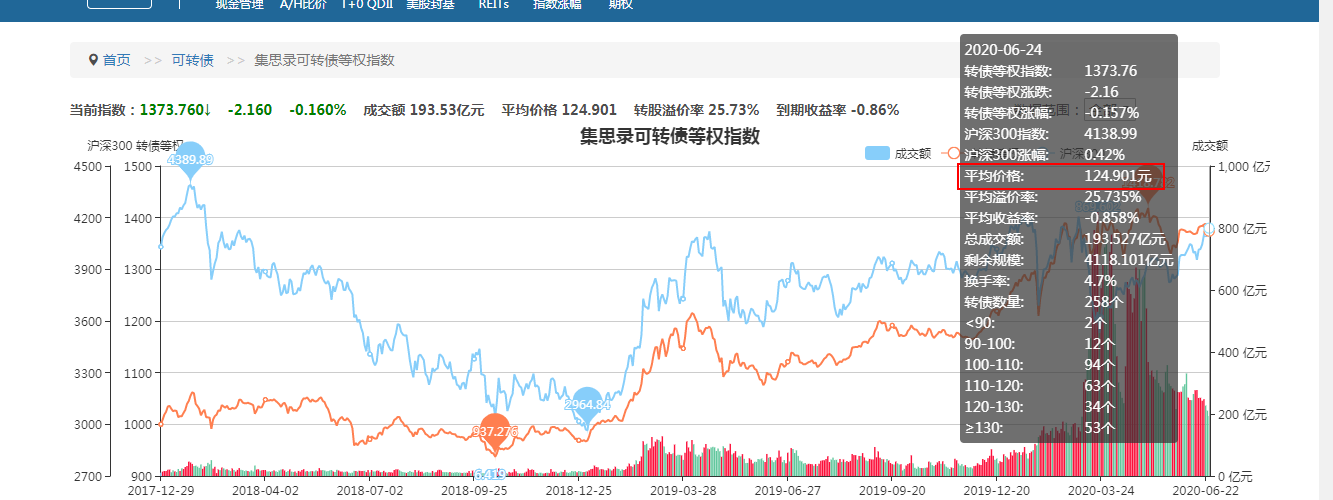 现金管理 A/H比价 T+0 QDII 美股封基 REITs 指数涨幅 期权
首页 >> 可转债 >> 集思录可转债等权指数
当前指数：1373.760↓ -2.160 -0.160% 成交额 193.53亿元 平均价格 124.901 转股溢价率 25.73% 到期收益率 -0.86%
集思录可转债等权指数
沪深300 转债等权
成交额
成交额
4500 1500 1,000 亿元
4200 1400 800 亿元
3900 1300 600 亿元
3600 1200 400 亿元
3300 1100
3000 1000 200 亿元
2700 900 0 亿元
4389.89
937.276
2964.84
6.419
2017-12-29 2018-04-02 2018-07-02 2018-09-25 2018-12-25 2019-03-28 2019-06-27 2019-09-20 2019-12-20 2020-03-24 2020-06-22
2020-06-24
转债等权指数: 1373.76
转债等权涨跌: -2.16
转债等权涨幅: -0.157%
沪深300指数: 4138.99
沪深300涨幅: 0.42%
平均价格: 124.901元
平均溢价率: 25.735%
平均收益率: -0.858%
总成交额: 193.527亿元
剩余规模: 4118.101亿元
换手率: 4.7%
转债数量: 258个
<90: 2个
90-100: 12个
100-110: 94个
110-120: 63个
120-130: 34个
≥130: 53个